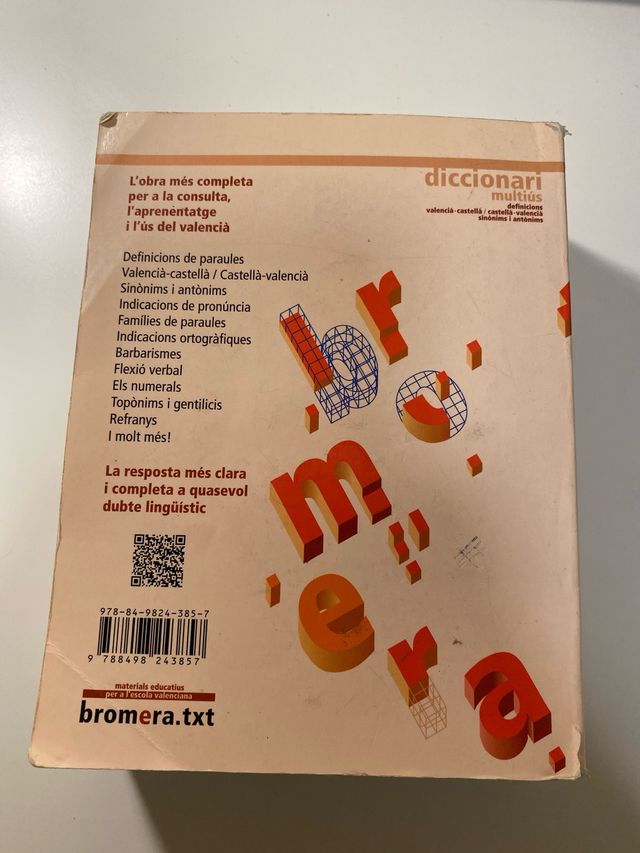 diccionari
multiús
definicions
valencià-castellà / castellà-valencià
sinònims i antònims
L'obra més completa
per a la consulta,
l'aprenentatge
i l'ús del valencià
Definicions de paraules
Valencià-castellà / Castellà-valencià
Sinònims i antònims
Indicacions de pronúncia
Famílies de paraules
Indicacions ortogràfiques
Barbarismes
Flexió verbal
Els numerals
Topònims i gentilicis
Refranys
I molt més!
La resposta més clara
i completa a quasevol
dubte lingüístic
978-84-9824-385-7
9 788498 243857
materials educatius
per a l'escola valenciana
bromera.txt
b r o
m
e r a